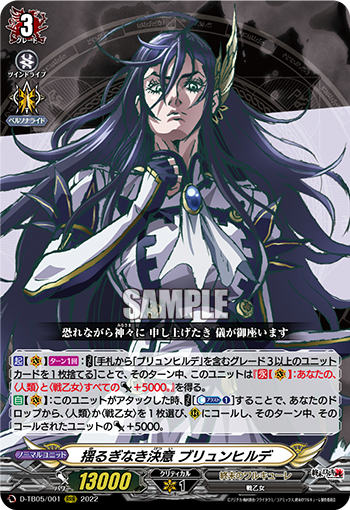 3
グレード
ツインドライブ
ペルソナライド
SAMPLE
恐れながら神々に 申し上げたき 儀が御座います
起【】ターン1回:【手札から「ブリュンヒルデ」を含むグレード3以上のユニット
カードを1枚捨てる】ことで、そのターン中、このユニットは『永【】:あなたの、
〈人類〉と〈戦乙女〉すべての+5000。』を得る。
自【】:このユニットがアタックした時、【ブラスト1】することで、あなたのド
ロップから、〈人類〉か〈戦乙女〉を1枚選び、Rにコールし、そのターン中、そ
のコールしたユニットの+5000。
ノーマルユニット
揺るぎなき決意 ブリュンヒルデ
パワー 13000
クリティカル
1
終末のワルキューレ
戦乙女
D-TB05/001 RRR 2022